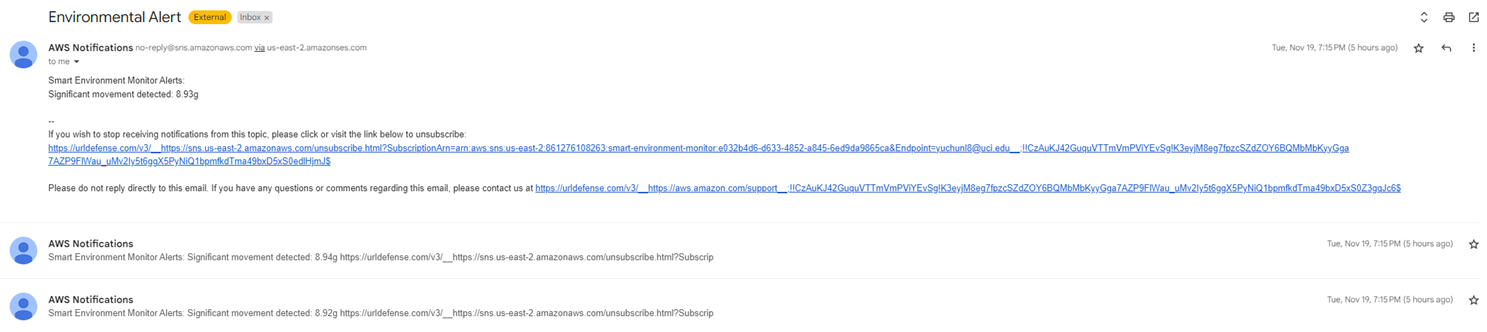 Environmental Alert External Inbox ×
AWS Notifications no-reply@sns.amazonaws.com via us-east-2.amazonses.com Tue, Nov 19, 7:15 PM (5 hours ago)
to me
Smart Environment Monitor Alerts:
Significant movement detected: 8.93g
--
If you wish to stop receiving notifications from this topic, please click or visit the link below to unsubscribe:
https://urldefense.com/v3/__https://sns.us-east-2.amazonaws.com/unsubscribe.html?SubscriptionArn=arn:aws:sns:us-east-2:861276108263:smart-environment-monitor:e032b4d6-d633-4852-a845-6ed9da9865ca&Endpoint=yuchunl8@uci.edu__;!!CzAuKJ42GuquVTTmVmPViYEvSg!K3eyjM8eg7fpzcSZdZOY6BQMbMbKyyGga
7AZP9FlWau_uMv2Iy5t6ggX5PyNiQ1bpmfkdTma49bxD5xS0edlHjmJ$
Please do not reply directly to this email. If you have any questions or comments regarding this email, please contact us at https://urldefense.com/v3/__https://aws.amazon.com/support__;!!CzAuKJ42GuquVTTmVmPViYEvSg!K3eyjM8eg7fpzcSZdZOY6BQMbMbKyyGga7AZP9FlWau_uMv2Iy5t6ggX5PyNiQ1bpmfkdTma49bxD5xS0Z3gqJc6$
AWS Notifications Tue, Nov 19, 7:15 PM (5 hours ago)
Smart Environment Monitor Alerts: Significant movement detected: 8.94g https://urldefense.com/v3/__https://sns.us-east-2.amazonaws.com/unsubscribe.html?Subscrip
AWS Notifications Tue, Nov 19, 7:15 PM (5 hours ago)
Smart Environment Monitor Alerts: Significant movement detected: 8.92g https://urldefense.com/v3/__https://sns.us-east-2.amazonaws.com/unsubscribe.html?Subscrip